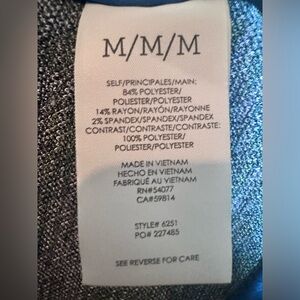 M/M/M
SELF/PRINCIPALES/MAIN:
84% POLYESTER/
POLIESTER/POLYESTER
14% RAYON/RAYÓN/RAYONNE
2% SPANDEX/SPANDEX/SPANDEX
CONTRAST/CONTRASTE/CONTRASTE:
100% POLYESTER/
POLIESTER/POLYESTER
MADE IN VIETNAM
HECHO EN VIETNAM
FABRIQUÉ AU VIETNAM
RN#54077
CA#59814
STYLE# 6251
PO# 227485
SEE REVERSE FOR CARE